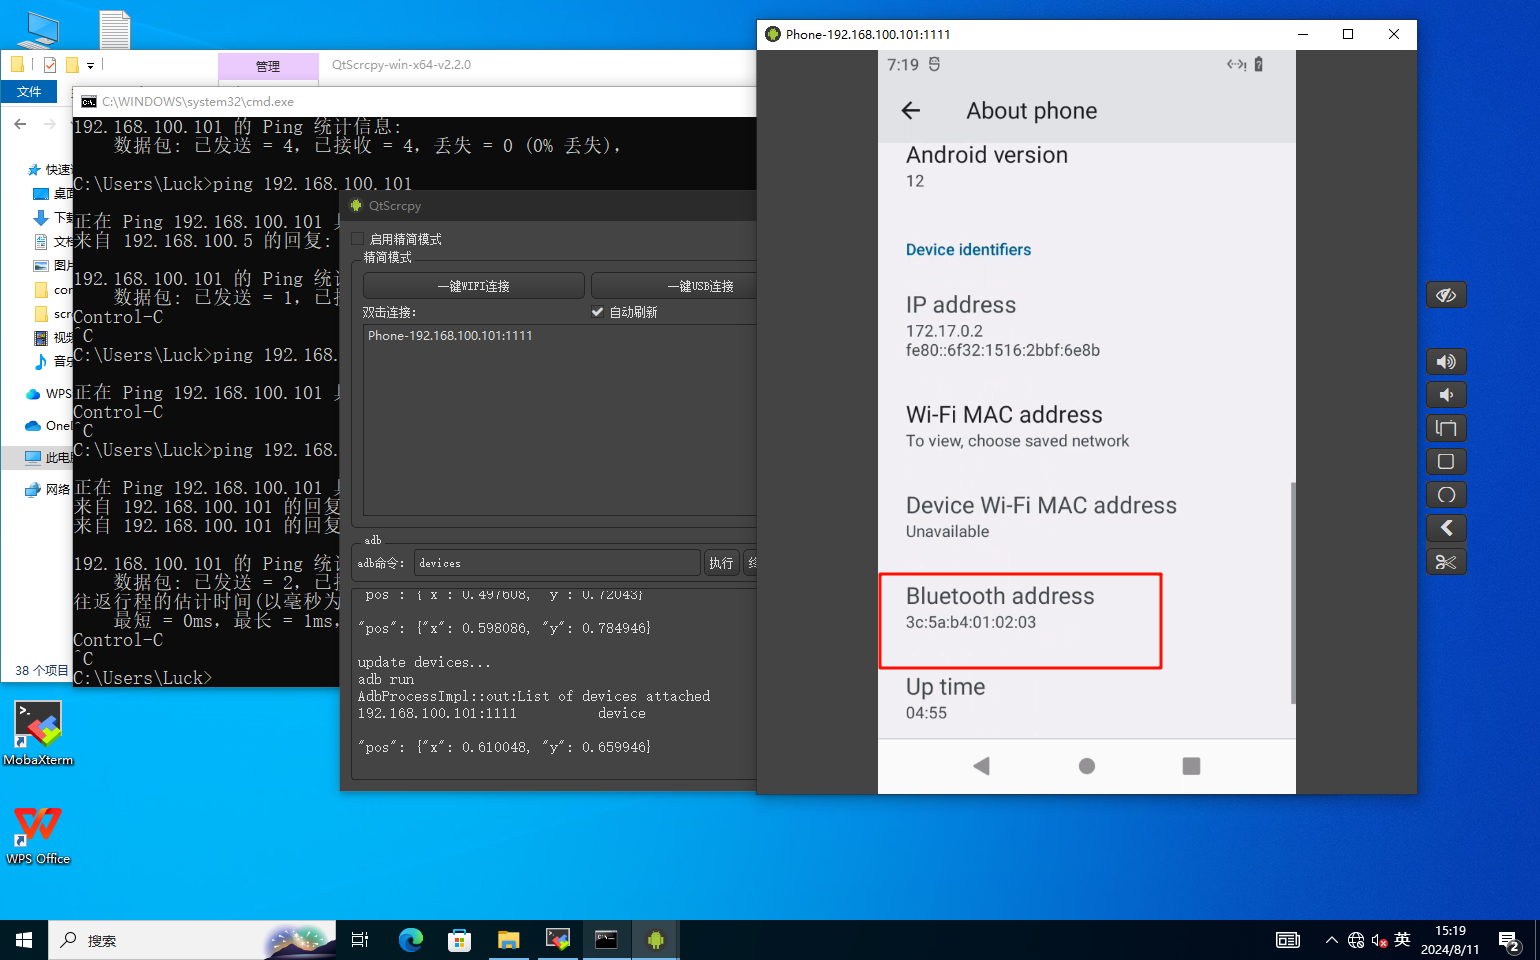 管理
QtScrcpy-win-x64-v2.2.0
文件
C:\WINDOWS\system32\cmd.exe
192.168.100.101 的 Ping 统计信息:
数据包: 已发送 = 4, 已接收 = 4, 丢失 = 0 (0% 丢失),
C:\Users\Luck>ping 192.168.100.101
正在 Ping 192.168.100.101
来自 192.168.100.5 的回复:
192.168.100.101 的 Ping 统
数据包: 已发送 = 1, 已
Control-C
^C
C:\Users\Luck>ping 192.168.
正在 Ping 192.168.100.101
Control-C
^C
C:\Users\Luck>ping 192.168.
正在 Ping 192.168.100.101
来自 192.168.100.101 的回复
来自 192.168.100.101 的回复
192.168.100.101 的 Ping 统
数据包: 已发送 = 2, 已
往返行程的估计时间(以毫秒为
最短 = 0ms, 最长 = 1ms,
Control-C
^C
C:\Users\Luck>
快速
桌面
下载
文档
图片
con
scr
视频
音乐
WPS
OneD
此电脑
网络
38 个项目
QtScrcpy
启用精简模式
精简模式
一键WIFI连接
一键USB连接
双击连接:
自动刷新
Phone-192.168.100.101:1111
adb
adb命令:
devices
执行
终
"pos": {"x": 0.497608, "y": 0.72043}
"pos": {"x": 0.598086, "y": 0.784946}
update devices...
adb run
AdbProcessImpl::out:List of devices attached
192.168.100.101:1111 device
"pos": {"x": 0.610048, "y": 0.659946}
Phone-192.168.100.101:1111
7:19
About phone
Android version
12
Device identifiers
IP address
172.17.0.2
fe80::6f32:1516:2bbf:6e8b
Wi-Fi MAC address
To view, choose saved network
Device Wi-Fi MAC address
Unavailable
Bluetooth address
3c:5a:b4:01:02:03
Up time
04:55
MobaXterm
WPS Office
搜索
英
15:19
2024/8/11
2